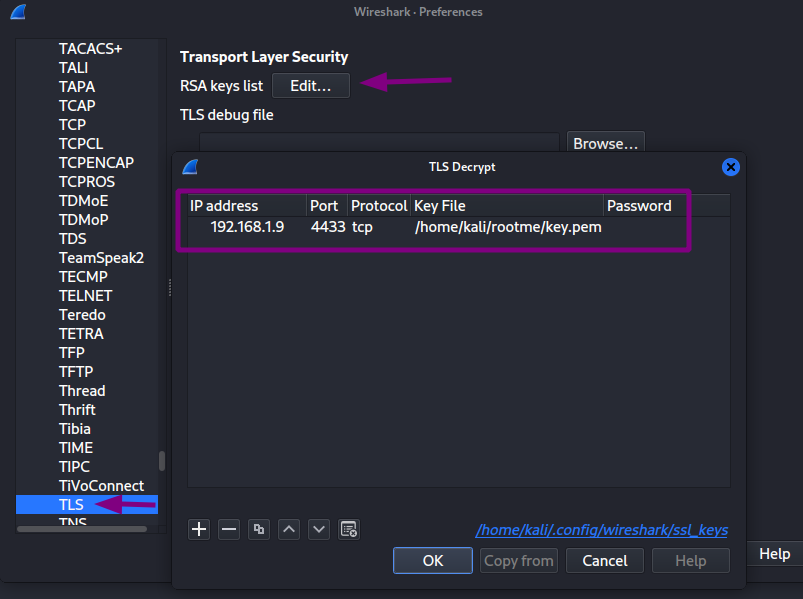 Wireshark · Preferences
TACACS+
TALI
TAPA
TCAP
TCP
TCPCL
TCPENCAP
TCPROS
TDMoE
TDMoP
TDS
TeamSpeak2
TECMP
TELNET
Teredo
TETRA
TFP
TFTP
Thread
Thrift
Tibia
TIME
TIPC
TiVoConnect
TLS
TNS
Transport Layer Security
RSA keys list Edit…
TLS debug file
Browse…
TLS Decrypt
IP address Port Protocol Key File Password
192.168.1.9 4433 tcp /home/kali/rootme/key.pem
/home/kali/.config/wireshark/ssl_keys
OK Copy from Cancel Help
Help